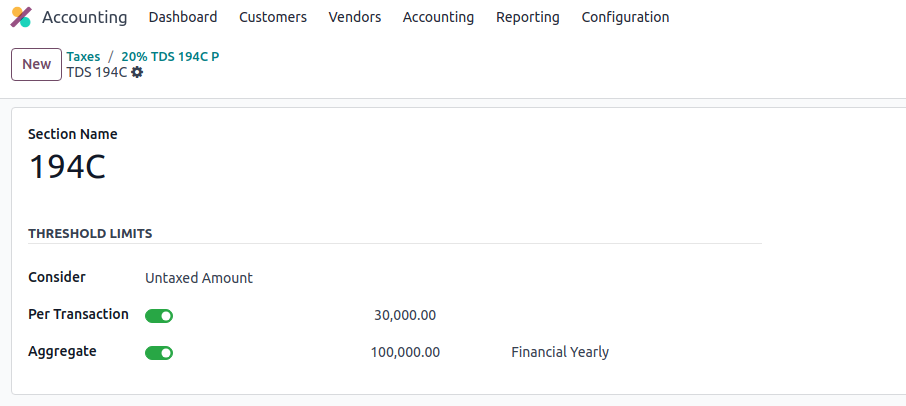 Accounting Dashboard Customers Vendors Accounting Reporting Configuration
New
Taxes / 20% TDS 194C P
TDS 194C
Section Name
194C
THRESHOLD LIMITS
Consider Untaxed Amount
Per Transaction 30,000.00
Aggregate 100,000.00 Financial Yearly